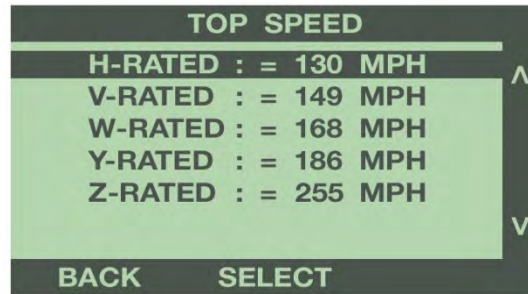 TOP SPEED
H-RATED : = 130 MPH
V-RATED : = 149 MPH
W-RATED : = 168 MPH
Y-RATED : = 186 MPH
Z-RATED : = 255 MPH
BACK SELECT